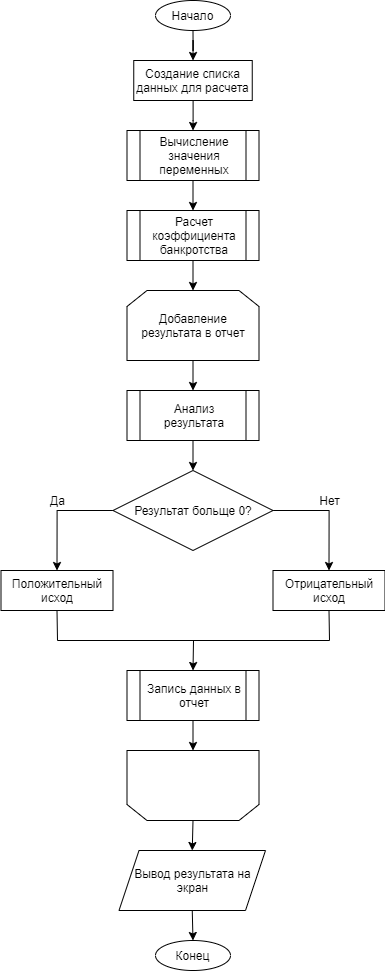 Начало
Создание списка
данных для расчета
Вычисление
значения
переменных
Расчет
коэффициента
банкротства
Добавление
результата в отчет
Анализ
результата
Да
Результат больще 0?
Нет
Положительный
исход
Отрицательный
исход
Запись данных в
отчет
Вывод результата на
экран
Конец